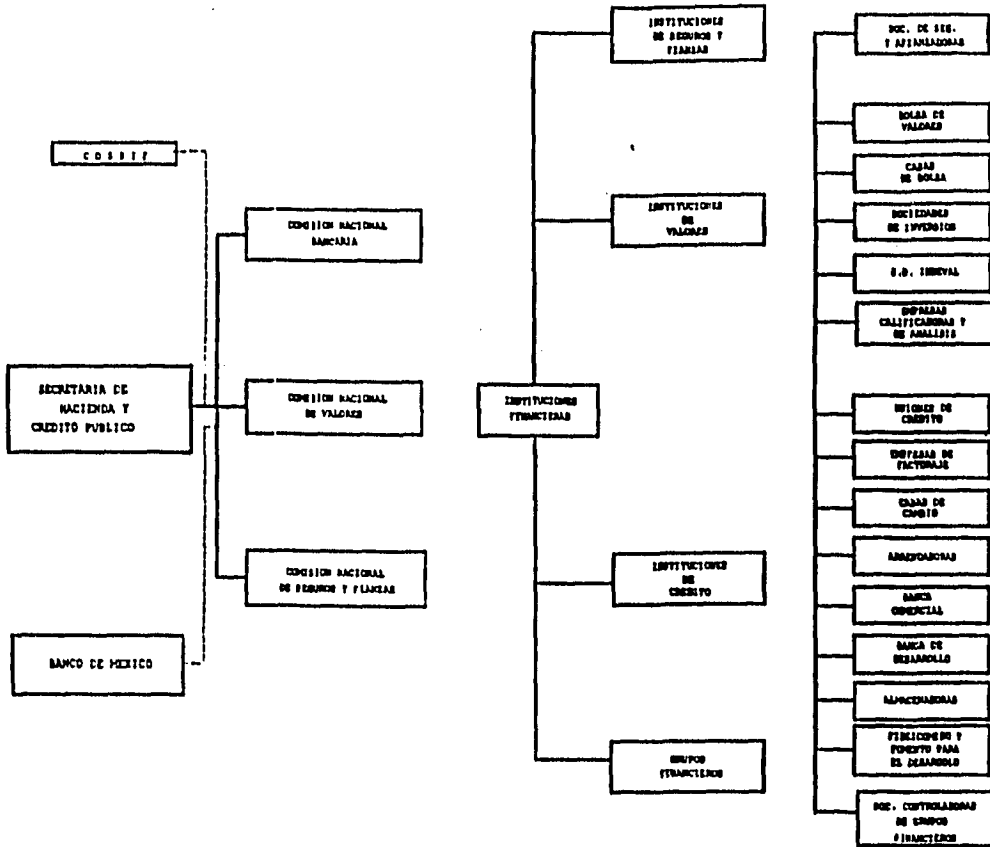 SECRETARIA DE
HACIENDA Y
CREDITO PUBLICO
BANCO DE MEXICO
COMISION NACIONAL
BANCARIA
COMISION NACIONAL
DE VALORES
COMISION NACIONAL
DE SEGUROS Y FIANZAS
INSTITUCIONES
FINANCIERAS
INSTITUCIONES
DE SEGUROS Y
FIANZAS
INSTITUCIONES
DE
VALORES
INSTITUCIONES
DE
CREDITO
GRUPOS
FINANCIEROS
SOC. DE SEG.
Y AFIANZADORAS
BOLSA DE
VALORES
CASAS
DE BOLSA
SOCIEDADES
DE INVERSION
S.D. INDEVAL
EMPRESAS
CALIFICADORAS Y
DE ANALISIS
UNIONES DE
CREDITO
EMPRESAS DE
FACTORAJE
CASAS DE
CAMBIO
ARRENDADORAS
BANCA
COMERCIAL
BANCA DE
DESARROLLO
ALMACENADORAS
FIDEICOMISO Y
FOMENTO PARA
EL DESARROLLO
SOC. CONTROLADORAS
DE GRUPOS
FINANCIEROS